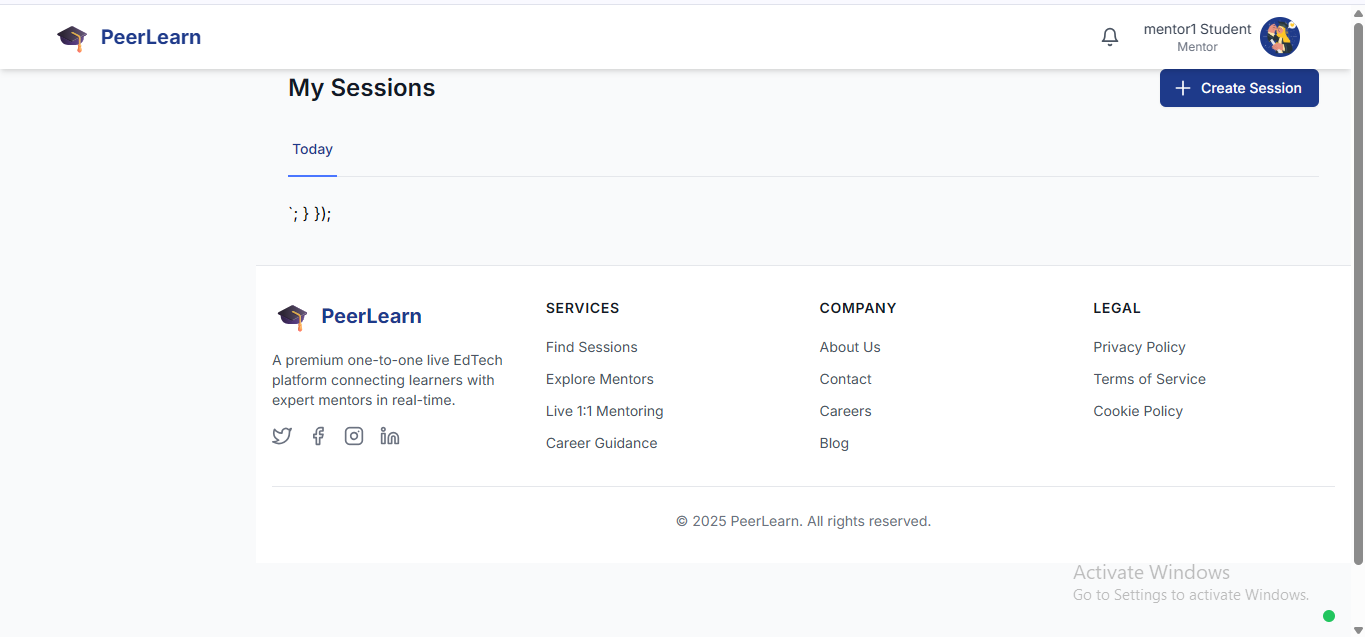 PeerLearn
mentor1 Student
Mentor
My Sessions
Create Session
Today
`; } });
PeerLearn
A premium one-to-one live EdTech
platform connecting learners with
expert mentors in real-time.
SERVICES
Find Sessions
Explore Mentors
Live 1:1 Mentoring
Career Guidance
COMPANY
About Us
Contact
Careers
Blog
LEGAL
Privacy Policy
Terms of Service
Cookie Policy
© 2025 PeerLearn. All rights reserved.
Activate Windows
Go to Settings to activate Windows.